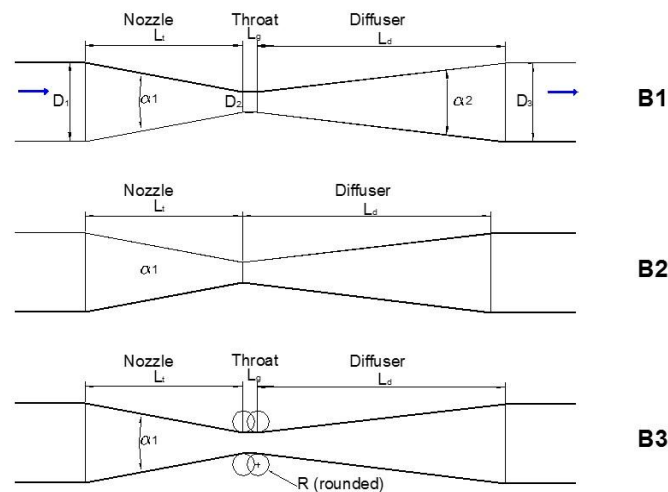 Nozzle Throat Diffuser
Lt Lg Ld
D1 α1 D2 α2 D3 B1
Nozzle Diffuser
Lt Ld
α1 B2
Nozzle Throat Diffuser
Lt Lg Ld
α1 B3
R (rounded)